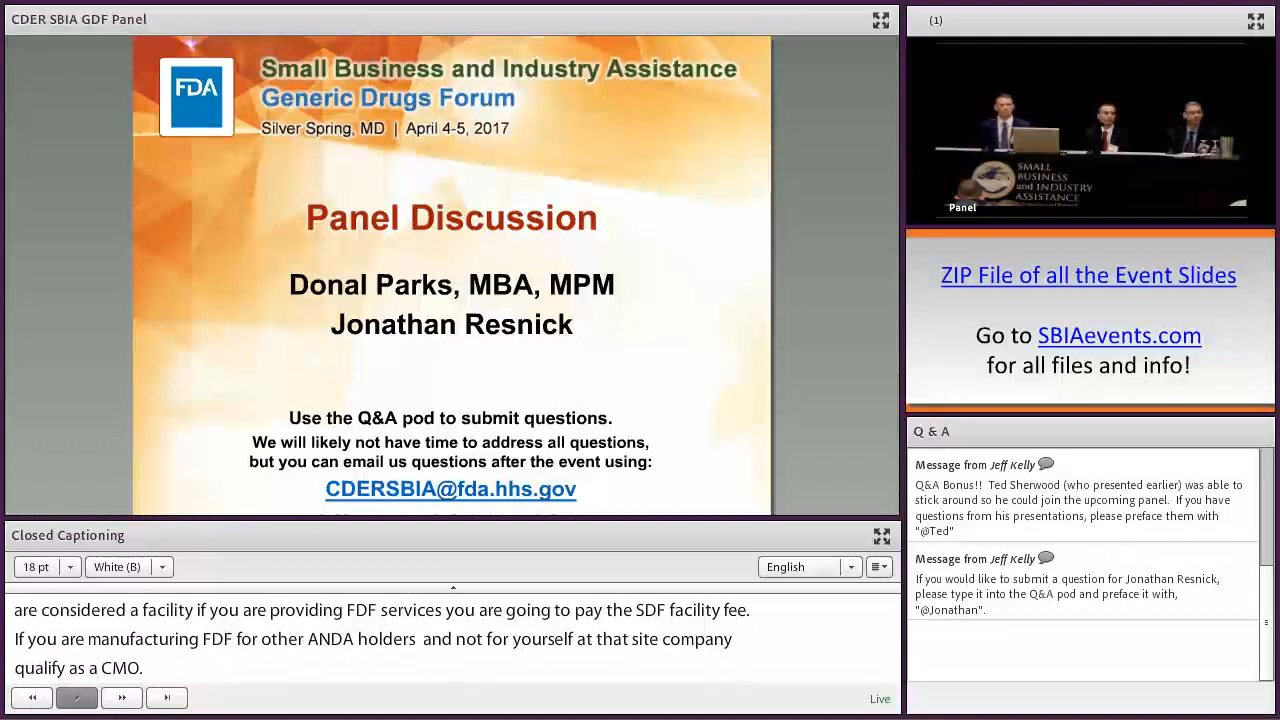 CDER SBIA GDF Panel
FDA
Small Business and Industry Assistance
Generic Drugs Forum
Silver Spring, MD | April 4-5, 2017
Panel Discussion
Donal Parks, MBA, MPM
Jonathan Resnick
Use the Q&A pod to submit questions.
We will likely not have time to address all questions,
but you can email us questions after the event using:
CDERSBIA@fda.hhs.gov
Closed Captioning
18 pt
White (B)
English
are considered a facility if you are providing FDF services you are going to pay the SDF facility fee.
If you are manufacturing FDF for other ANDA holders and not for yourself at that site company
qualify as a CMO.
Live
(1)
SMALL
BUSINESS
and INDUSTRY
ASSISTANCE
Panel
ZIP File of all the Event Slides
Go to SBIAevents.com
for all files and info!
Q & A
Message from Jeff Kelly
Q&A Bonus!! Ted Sherwood (who presented earlier) was able to
stick around so he could join the upcoming panel. If you have
questions from his presentations, please preface them with
"@Ted"
Message from Jeff Kelly
If you would like to submit a question for Jonathan Resnick,
please type it into the Q&A pod and preface it with,
"@Jonathan".